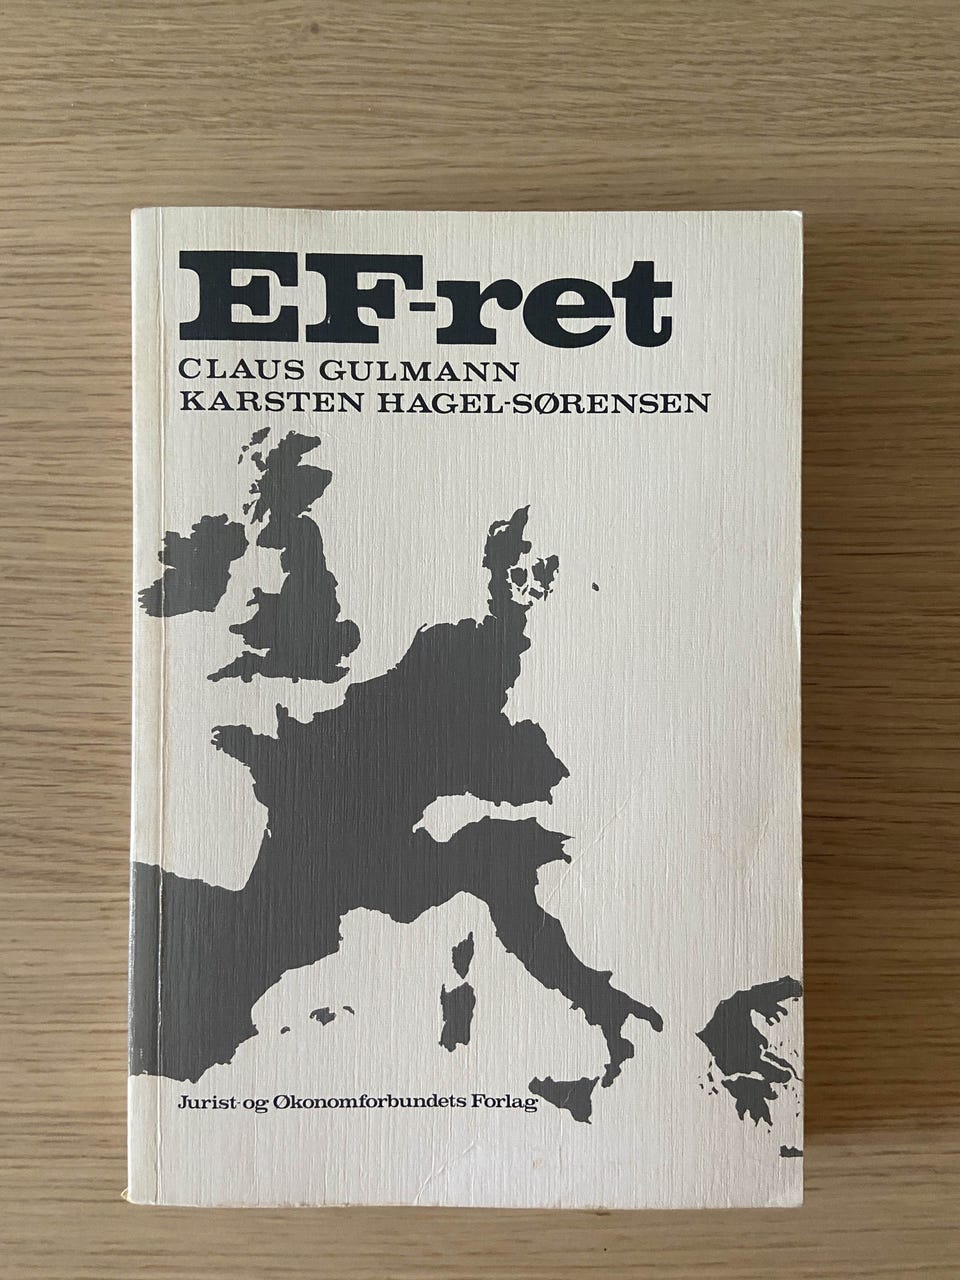 EF-ret
CLAUS GULMANN
KARSTEN HAGEL-SØRENSEN
Jurist- og Økonomforbundets Forlag